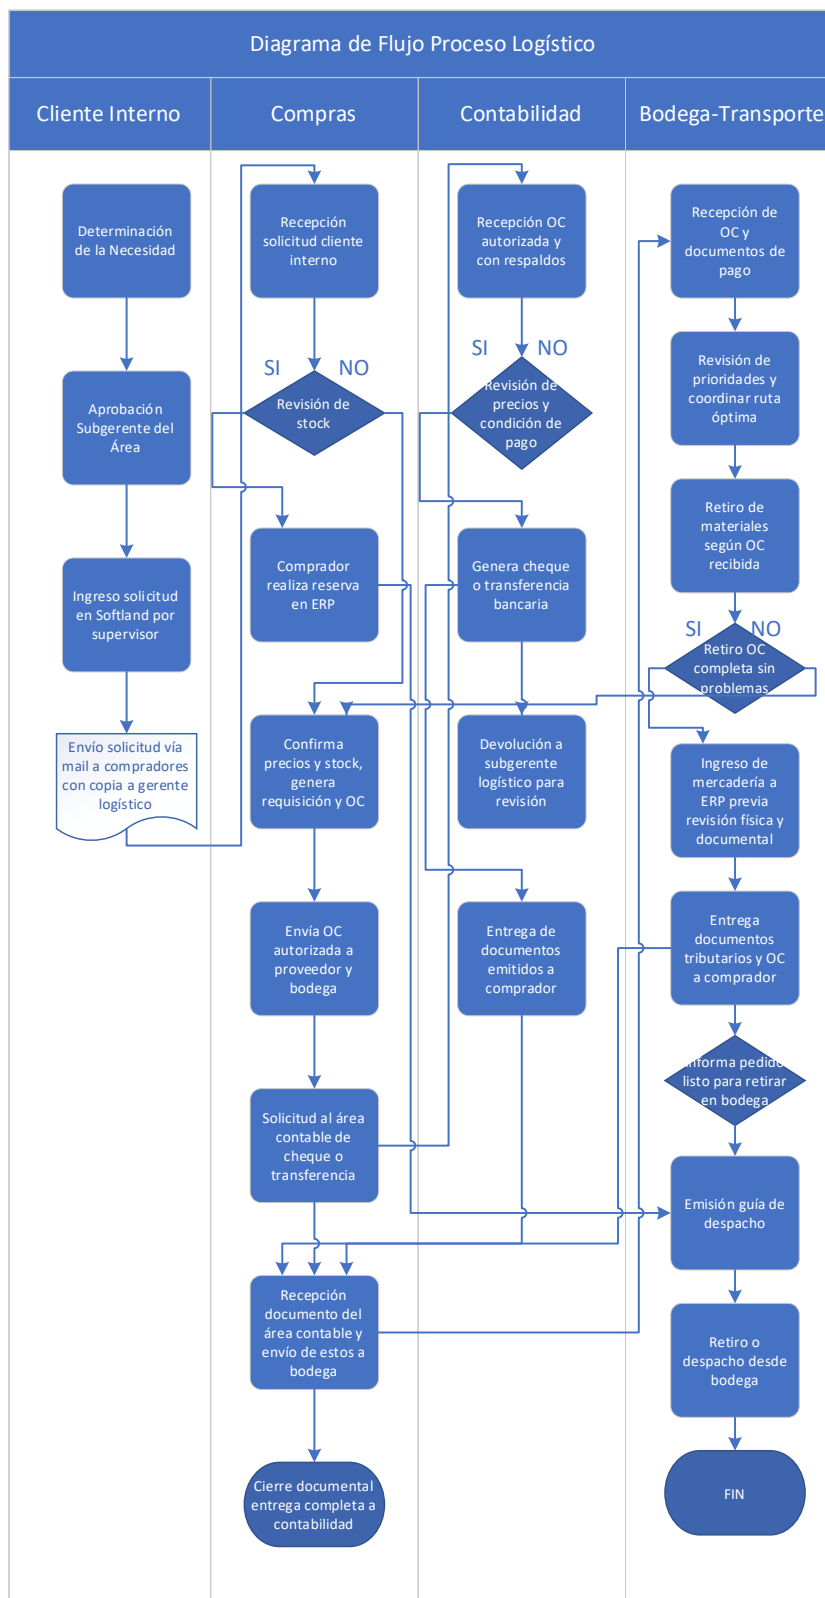 Diagrama de Flujo Proceso Logístico
Cliente Interno
Compras
Contabilidad
Bodega-Transporte
Determinación
de la Necesidad
Aprobación
Subgerente del
Área
Ingreso solicitud
en Softland por
supervisor
Envío solicitud vía
mail a compradores
con copia a gerente
logístico
Recepción
solicitud cliente
interno
SI
NO
Revisión de
stock
Comprador
realiza reserva
en ERP
Confirma
precios y stock,
genera
requisición y OC
Envía OC
autorizada a
proveedor y
bodega
Solicitud al área
contable de
cheque o
transferencia
Recepción
documento del
área contable y
envío de estos a
bodega
Cierre documental
entrega completa a
contabilidad
Recepción OC
autorizada y
con respaldos
SI
NO
Revisión de
precios y
condición de
pago
Genera cheque
o transferencia
bancaria
Devolución a
subgerente
logístico para
revisión
Entrega de
documentos
emitidos a
comprador
Recepción de
OC y
documentos de
pago
Revisión de
prioridades y
coordinar ruta
óptima
Retiro de
materiales
según OC
recibida
SI
NO
Retiro OC
completa sin
problemas
Ingreso de
mercadería a
ERP previa
revisión física y
documental
Entrega
documentos
tributarios y OC
a comprador
Informa pedido
listo para retirar
en bodega
Emisión guía de
despacho
Retiro o
despacho desde
bodega
FIN